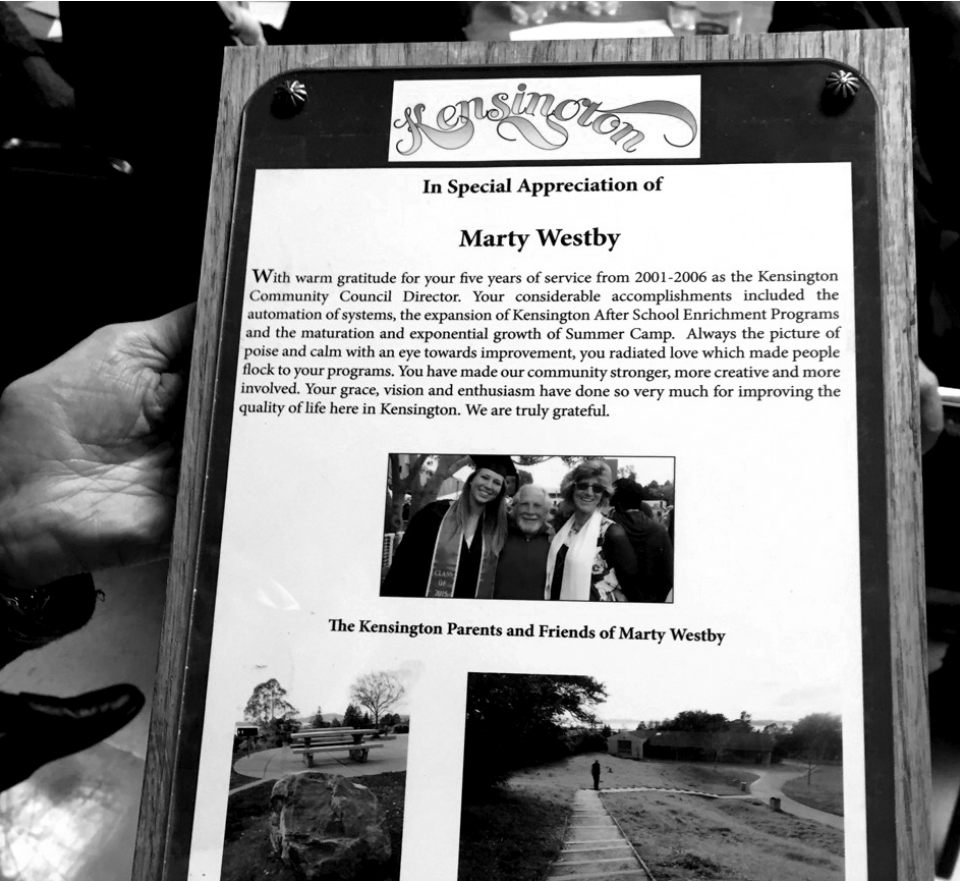 Kensington
In Special Appreciation of
Marty Westby
With warm gratitude for your five years of service from 2001-2006 as the Kensington
Community Council Director. Your considerable accomplishments included the
automation of systems, the expansion of Kensington After School Enrichment Programs
and the maturation and exponential growth of Summer Camp. Always the picture of
poise and calm with an eye towards improvement, you radiated love which made people
flock to your programs. You have made our community stronger, more creative and more
involved. Your grace, vision and enthusiasm have done so very much for improving the
quality of life here in Kensington. We are truly grateful.
CLASS
OF
2015
The Kensington Parents and Friends of Marty Westby